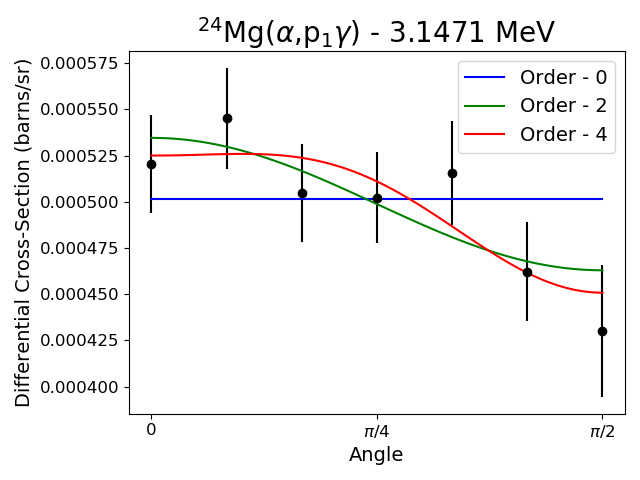 ²⁴Mg(α,p₁γ) - 3.1471 MeV
Order - 0
Order - 2
Order - 4
Differential Cross-Section (barns/sr)
0.000575
0.000550
0.000525
0.000500
0.000475
0.000450
0.000425
0.000400
0
π/4
π/2
Angle